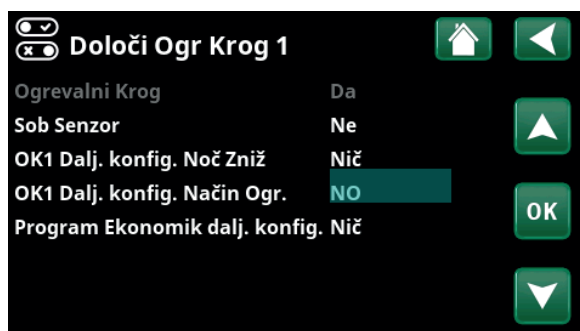 Določi Ogr Krog 1
Ogrevalni Krog Da
Sob Senzor Ne
OK1 Dalj. konfig. Noč Zniž Nič
OK1 Dalj. konfig. Način Ogr. NO
Program Ekonomik dalj. konfig. Nič
OK